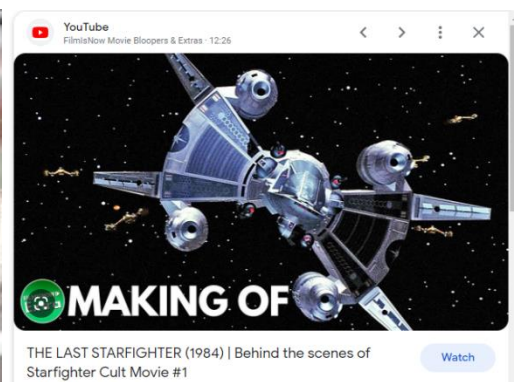 YouTube
FilmIsNow Movie Bloopers & Extras · 12:26
MAKING OF
THE LAST STARFIGHTER (1984) | Behind the scenes of
Starfighter Cult Movie #1
Watch